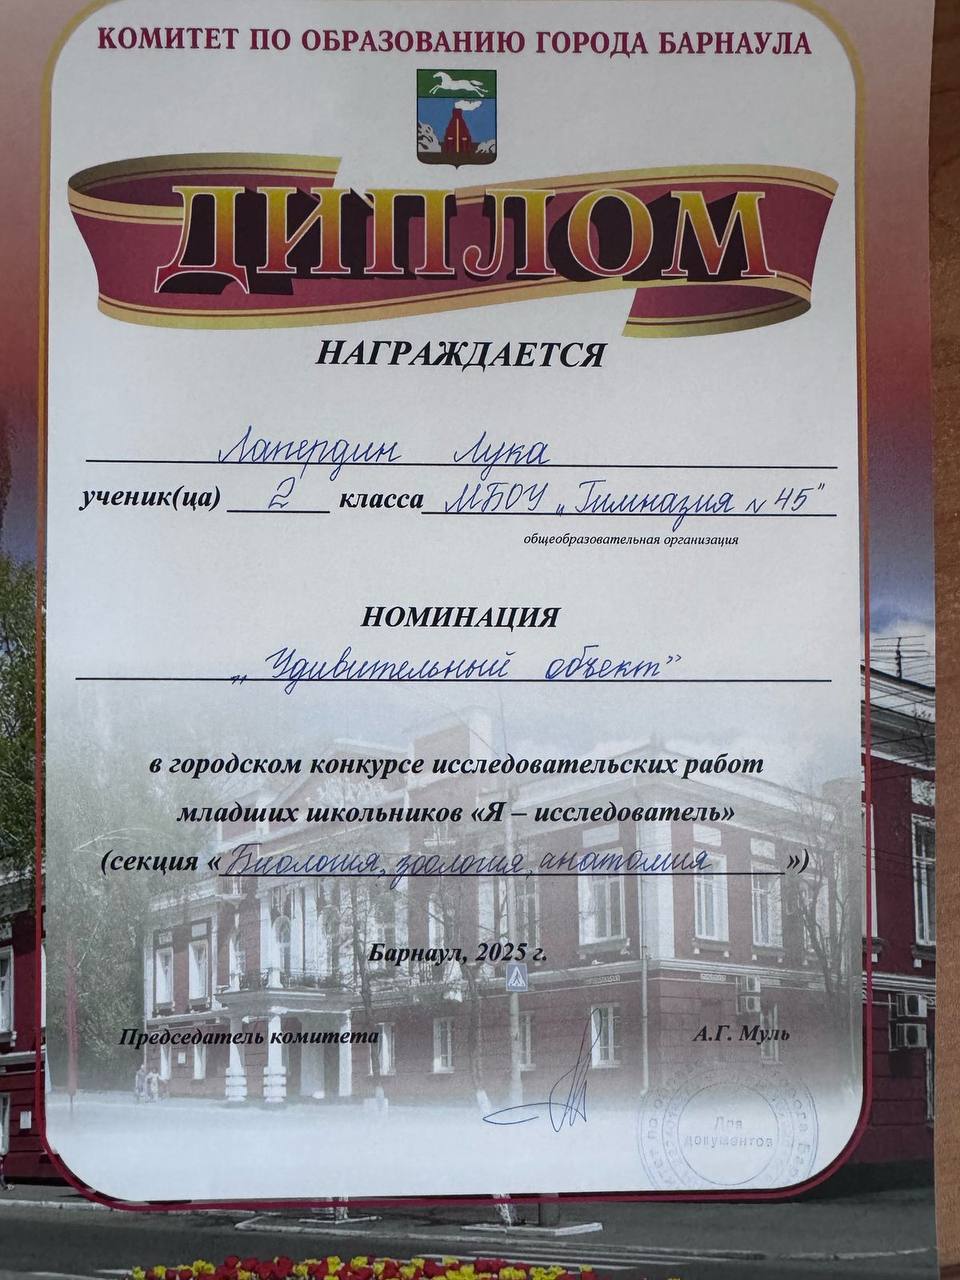 КОМИТЕТ ПО ОБРАЗОВАНИЮ ГОРОДА БАРНАУЛА
ДИПЛОМ
НАГРАЖДАЕТСЯ
Лапердин Лука
ученик(ца) 2 класса МБОУ „Гимназия N 45"
общеобразовательная организация
НОМИНАЦИЯ
„Удивительный объект"
в городском конкурсе исследовательских работ
младших школьников «Я – исследователь»
(секция «Биология, зоология, анатомия»)
Барнаул, 2025 г.
Председатель комитета А.Г. Муль
Для
документов